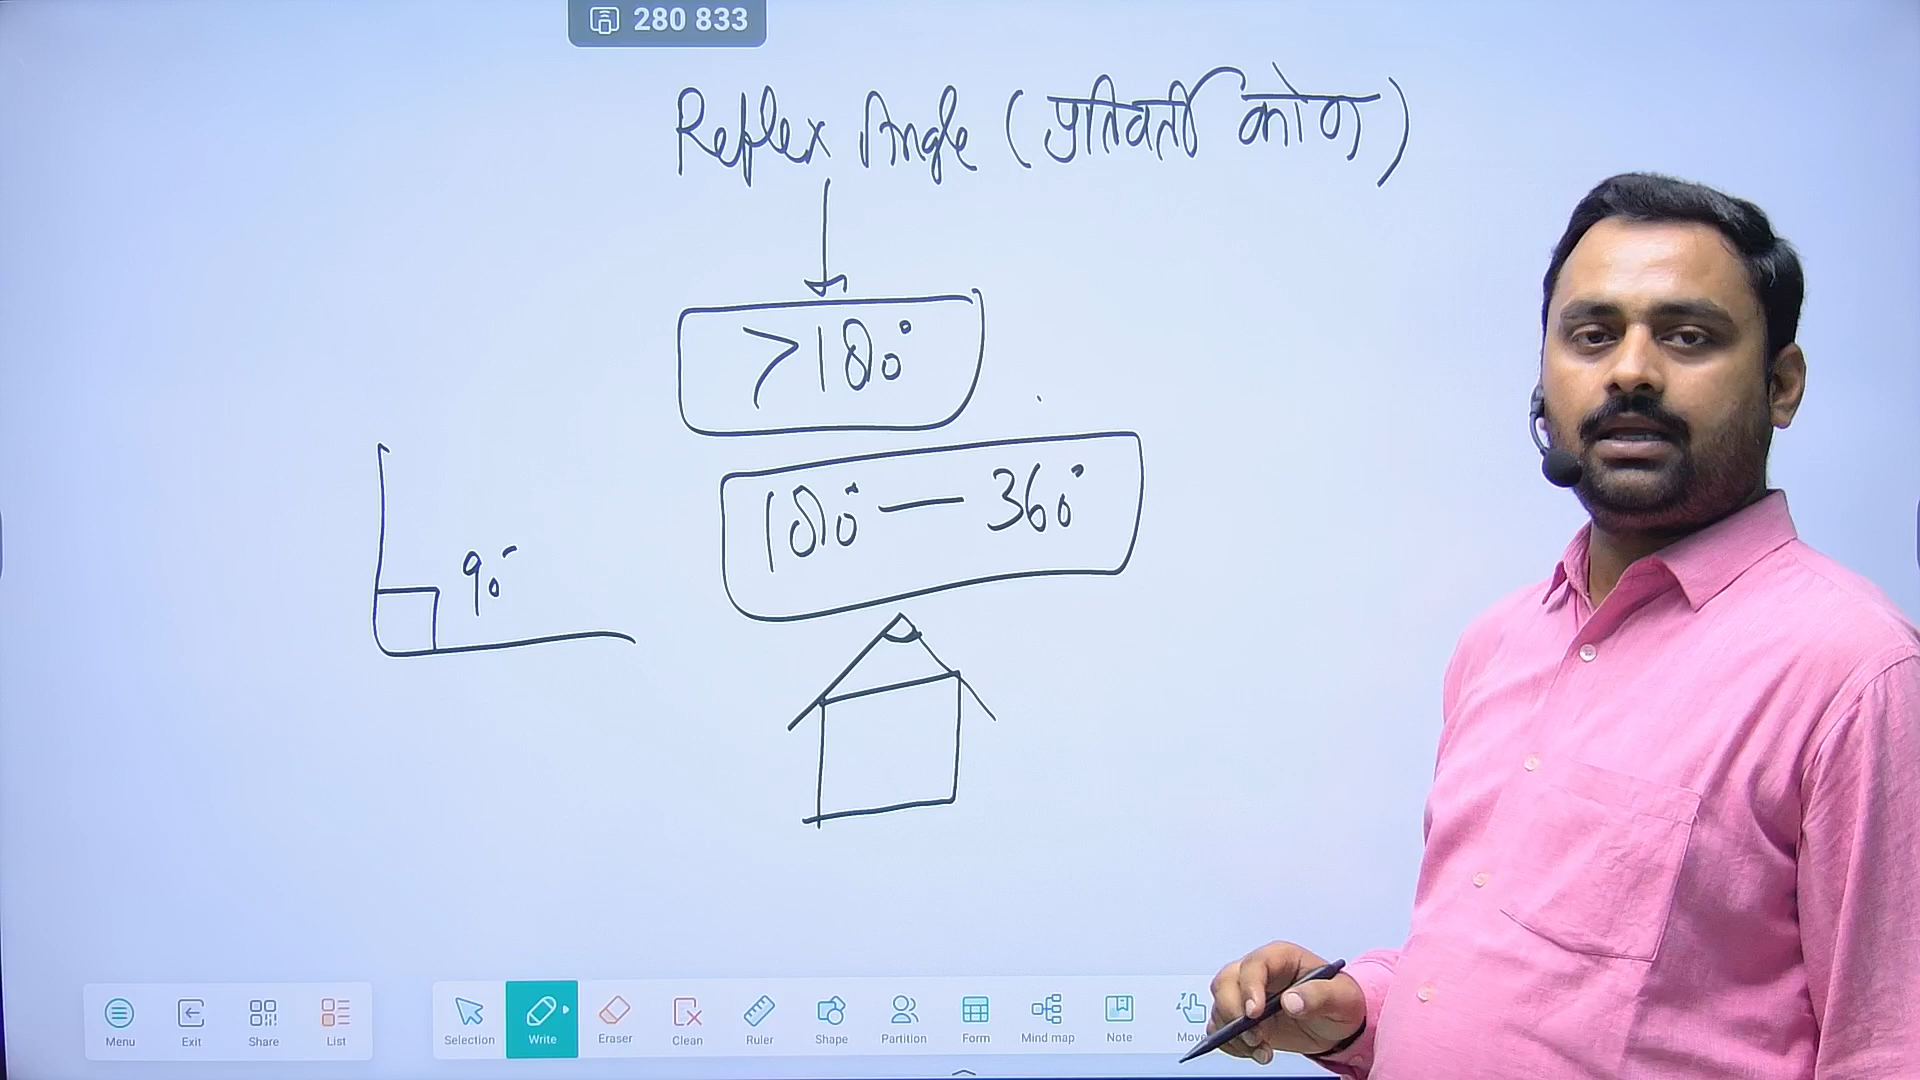 280 833
Reflex Angle (प्रतिवर्ती कोण)
>180°
180° — 360°
90°
Menu Exit Share List Selection Write Eraser Clean Ruler Shape Partition Form Mind map Note Move